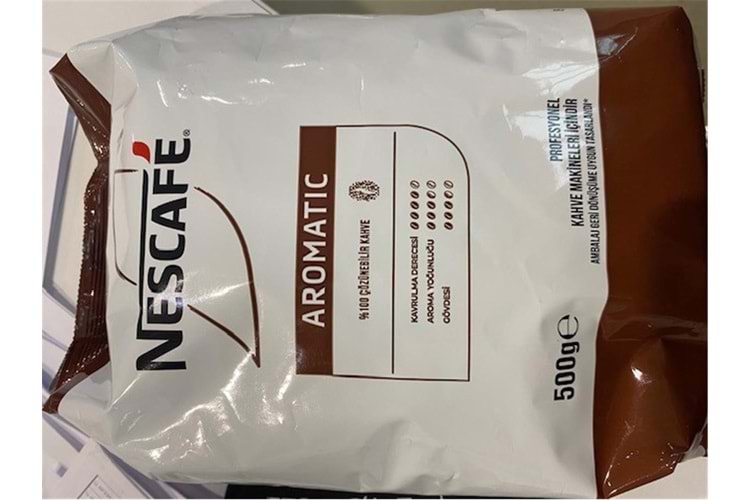 NESCAFÉ®
AROMATIC
%100 ÇÖZÜNEBİLİR KAHVE
KAVRULMA DERECESİ
AROMA YOĞUNLUĞU
GÖVDESİ
500g℮
PROFESYONEL
KAHVE MAKİNELERİ İÇİNDİR
AMBALAJ GERİ DÖNÜŞÜME UYGUN TASARLANDI*